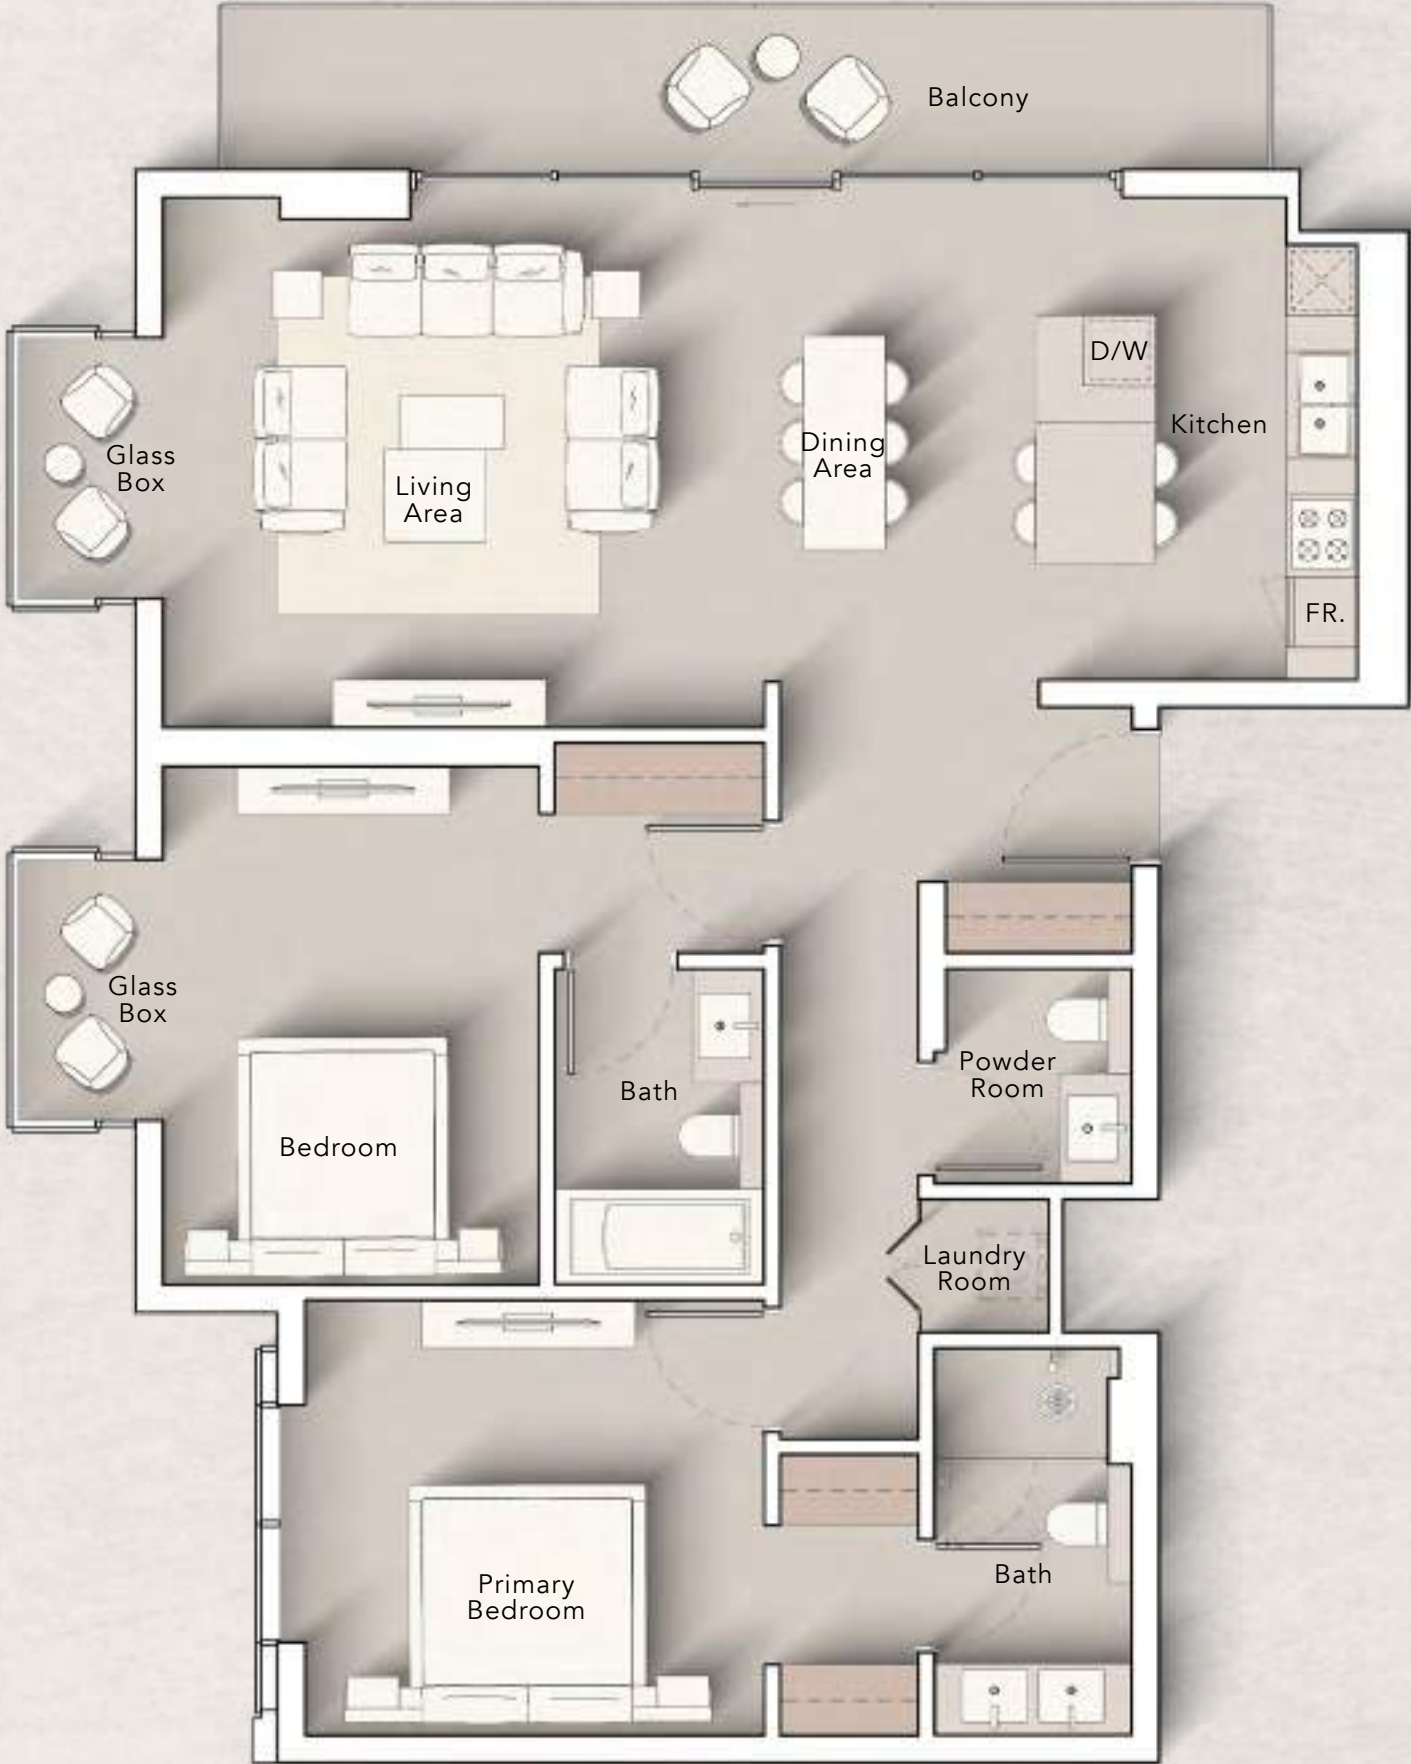 Balcony
D/W
Kitchen
Glass
Box
Living
Area
Dining
Area
FR.
Glass
Box
Powder
Room
Bath
Bedroom
Laundry
Room
Primary
Bedroom
Bath